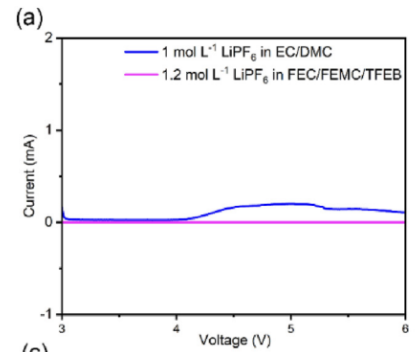 (a)
2
1 mol L⁻¹ LiPF₆ in EC/DMC
1.2 mol L⁻¹ LiPF₆ in FEC/FEMC/TFEB
1
Current (mA)
0
-1
3 4 5 6
Voltage (V)